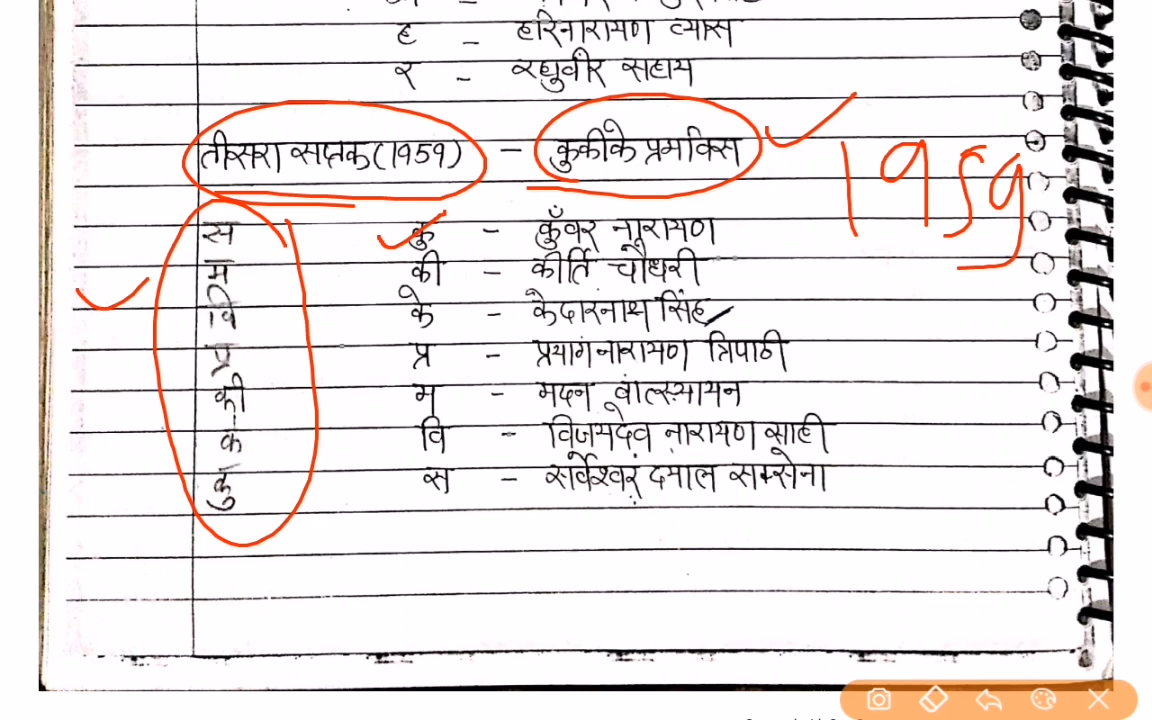 ह - हरिनारायण व्यास
र - रघुवीर सहाय
तीसरा सप्तक(1959) - कुकीके प्रमविस 1959
स कु - कुँवर नारायण
म की - कीर्ति चौधरी
वि के - केदारनाथ सिंह
प्र प्र - प्रयागनारायण त्रिपाठी
की म - मदन वात्स्यायन
के वि - विजयदेव नारायण साही
कु स - सर्वेश्वर दयाल सक्सेना